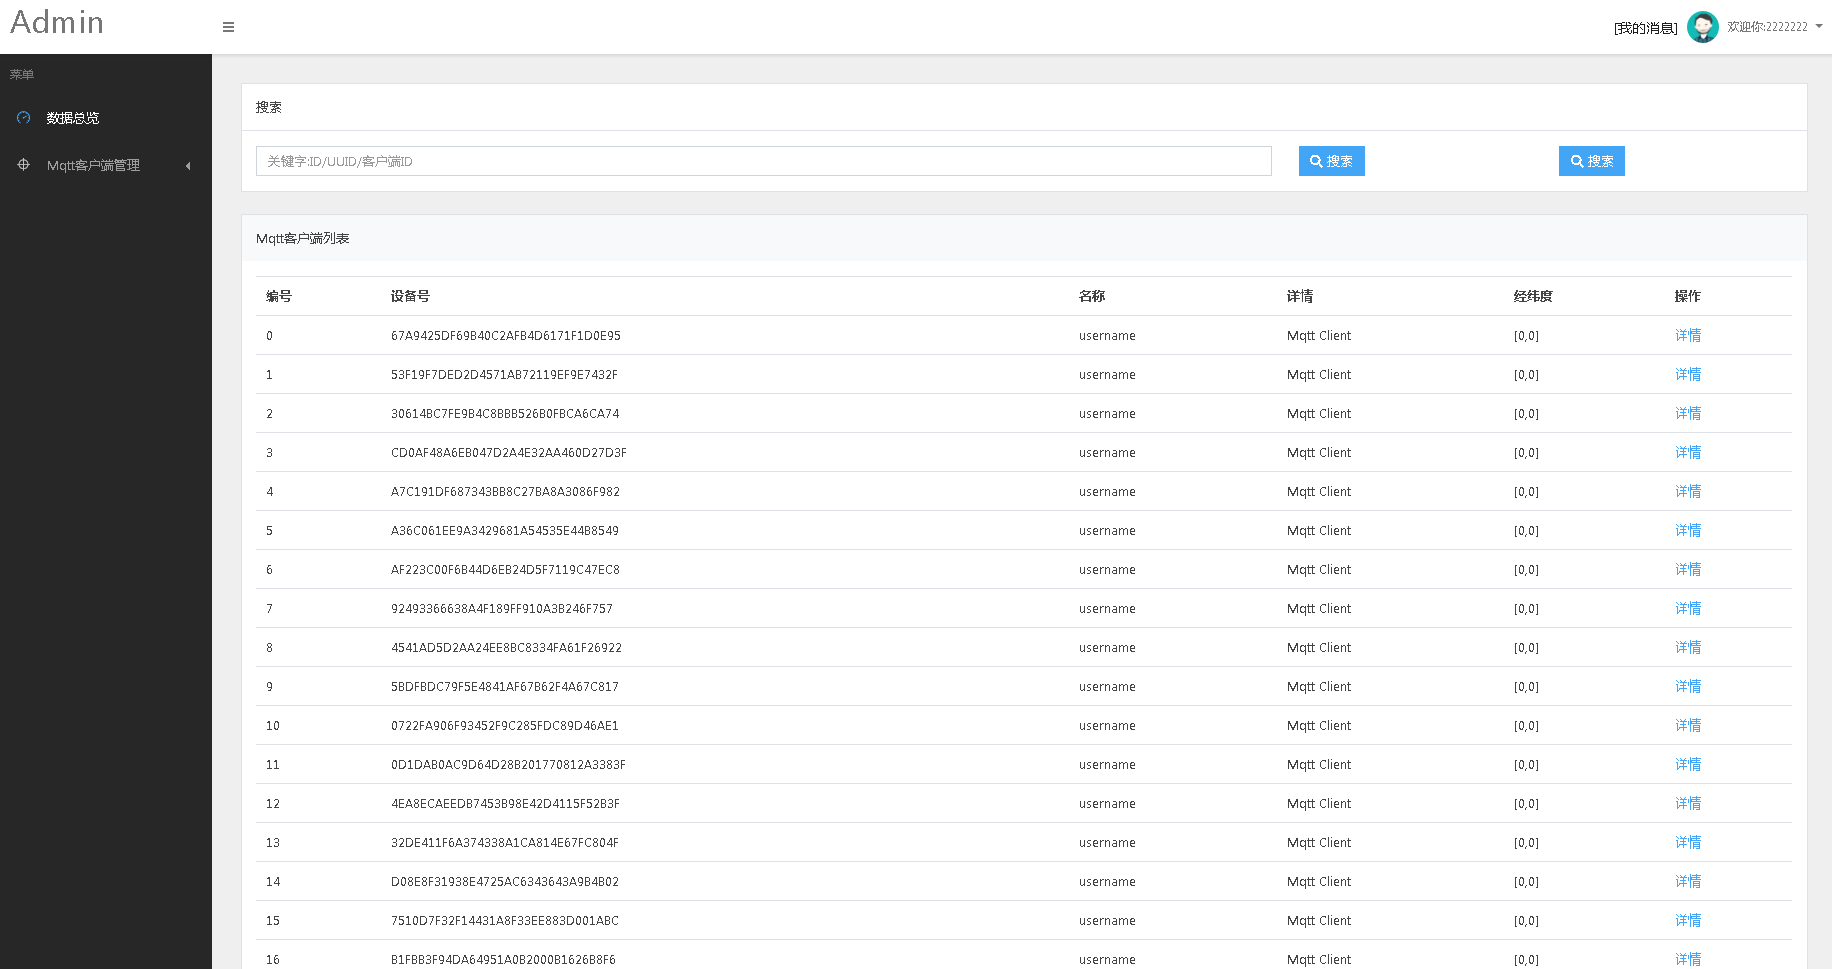 Admin
[我的消息] 欢迎你:2222222
菜单
数据总览
Mqtt客户端管理
搜索
关键字:ID/UUID/客户端ID 搜索 搜索
Mqtt客户端列表
编号 设备号 名称 详情 经纬度 操作
0 67A9425DF69B40C2AFB4D6171F1D0E95 username Mqtt Client [0,0] 详情
1 53F19F7DED2D4571AB72119EF9E7432F username Mqtt Client [0,0] 详情
2 30614BC7FE9B4C8BBB526B0FBCA6CA74 username Mqtt Client [0,0] 详情
3 CD0AF48A6EB047D2A4E32AA460D27D3F username Mqtt Client [0,0] 详情
4 A7C191DF687343BB8C27BA8A3086F982 username Mqtt Client [0,0] 详情
5 A36C061EE9A3429681A54535E44B8549 username Mqtt Client [0,0] 详情
6 AF223C00F6B44D6EB24D5F7119C47EC8 username Mqtt Client [0,0] 详情
7 92493366638A4F189FF910A3B246F757 username Mqtt Client [0,0] 详情
8 4541AD5D2AA24EE8BC8334FA61F26922 username Mqtt Client [0,0] 详情
9 5BDFBDC79F5E4841AF67B62F4A67C817 username Mqtt Client [0,0] 详情
10 0722FA906F93452F9C285FDC89D46AE1 username Mqtt Client [0,0] 详情
11 0D1DAB0AC9D64D28B201770812A3383F username Mqtt Client [0,0] 详情
12 4EA8ECAEEDB7453B98E42D4115F52B3F username Mqtt Client [0,0] 详情
13 32DE411F6A374338A1CA814E67FC804F username Mqtt Client [0,0] 详情
14 D08E8F31938E4725AC6343643A9B4B02 username Mqtt Client [0,0] 详情
15 7510D7F32F14431A8F33EE883D001ABC username Mqtt Client [0,0] 详情
16 B1FBB3F94DA64951A0B2000B1626B8F6 username Mqtt Client [0,0] 详情